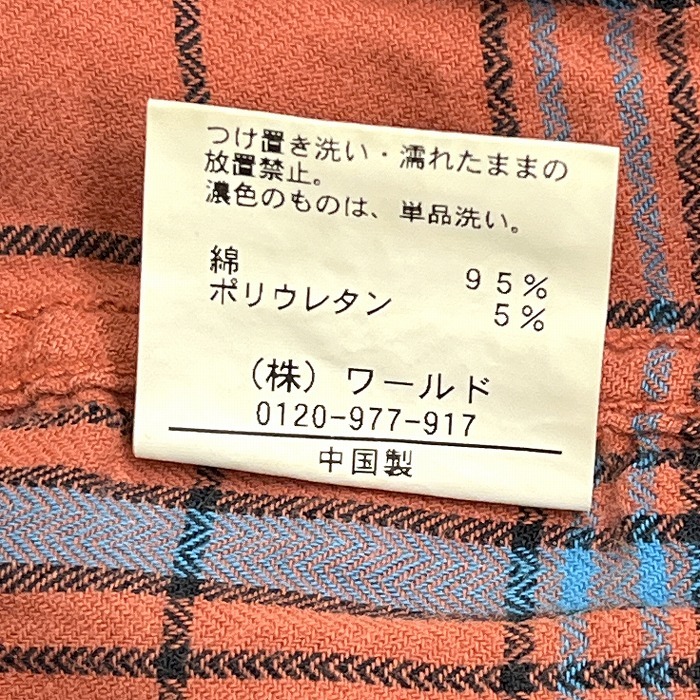 つけ置き洗い・濡れたままの
放置禁止。
濃色のものは、単品洗い。
綿 95%
ポリウレタン 5%
（株）ワールド
0120-977-917
中国製